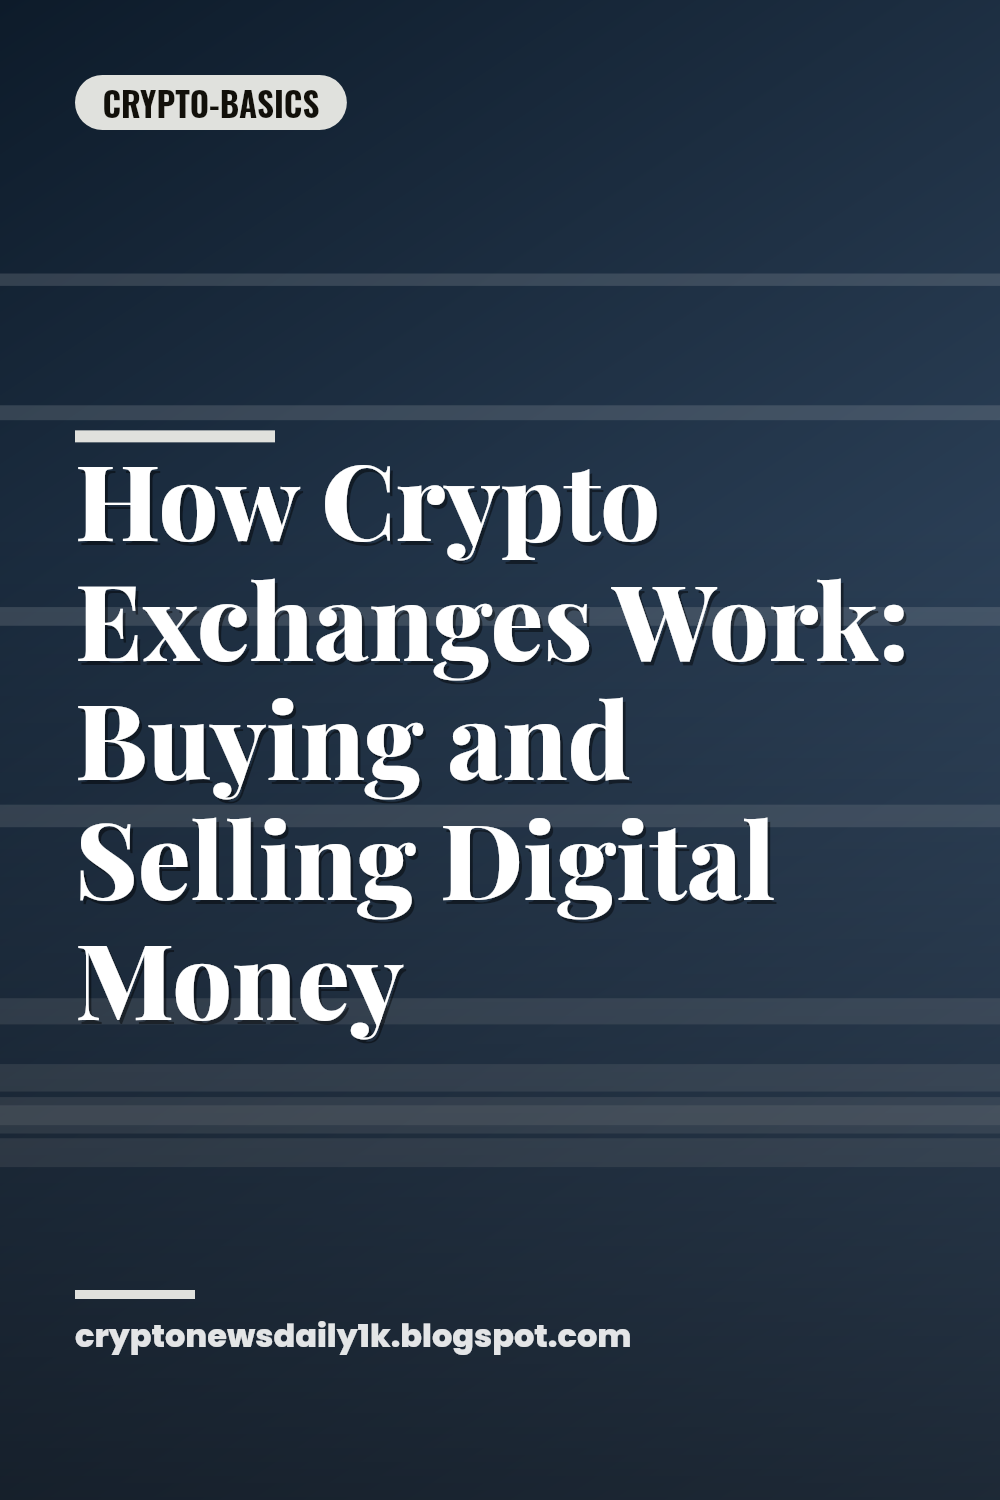 CRYPTO-BASICS
How Crypto
Exchanges Work:
Buying and
Selling Digital
Money
cryptonewsdaily1k.blogspot.com